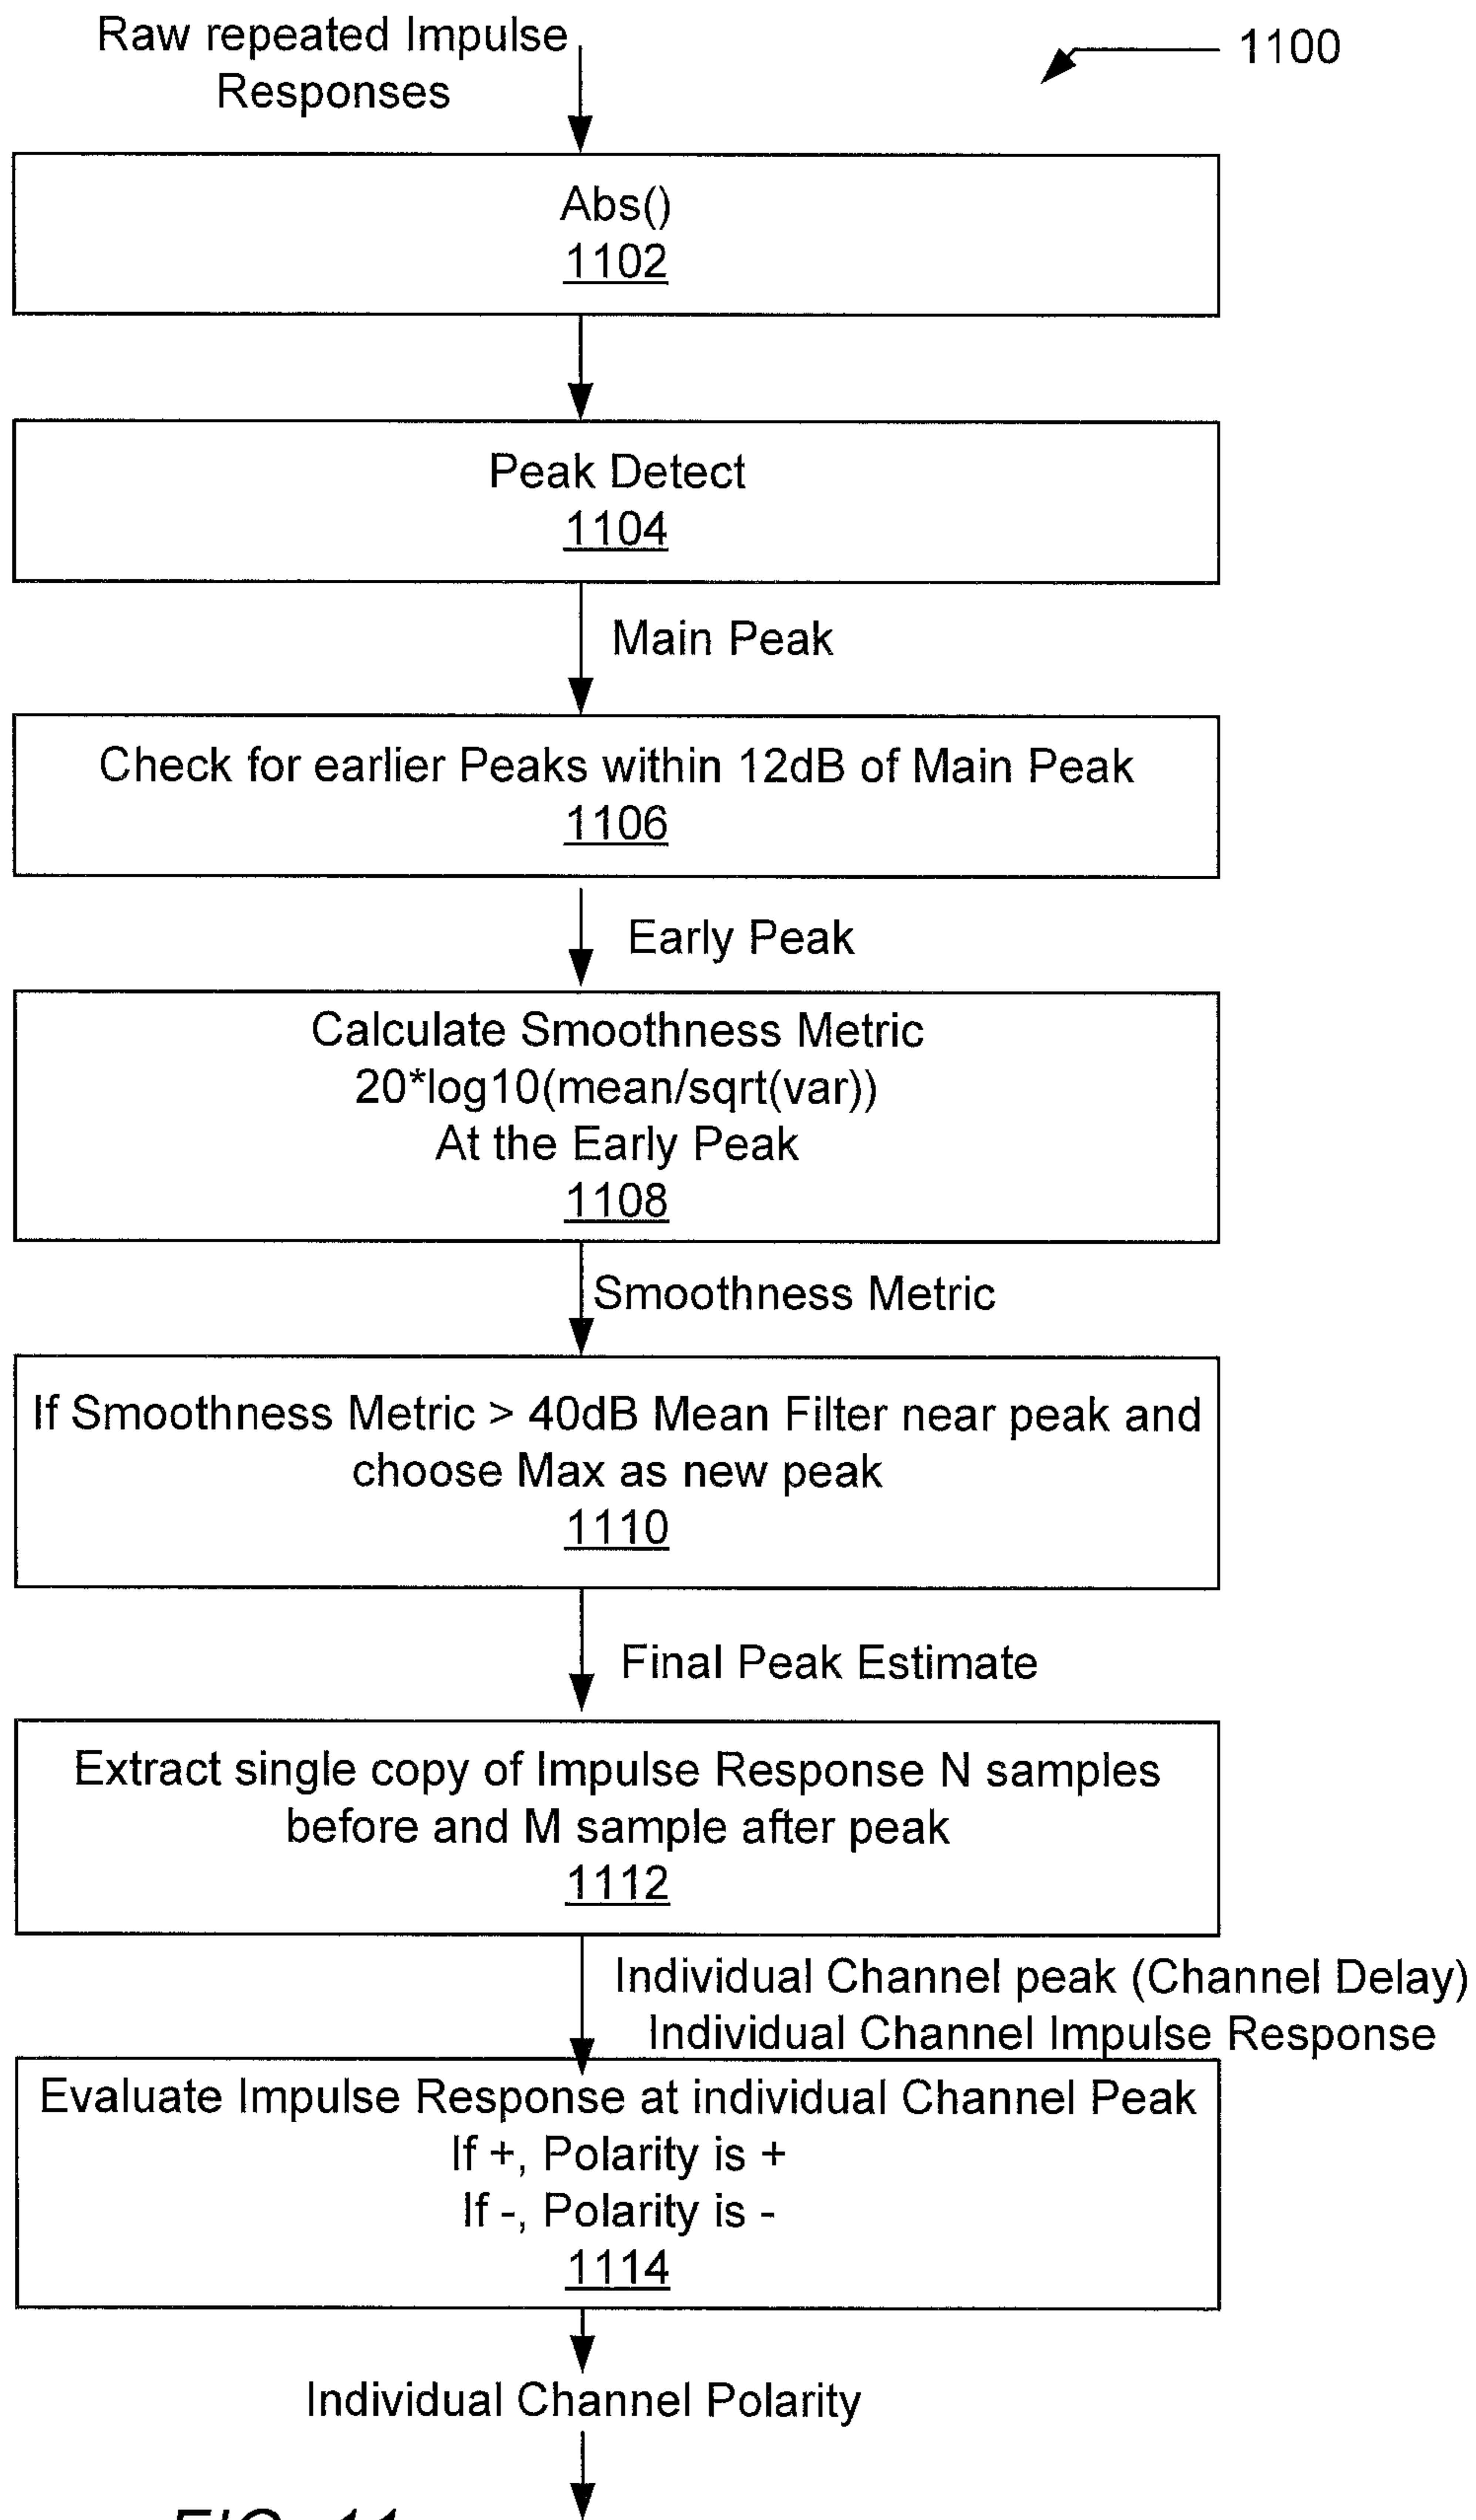 Raw repeated Impulse
Responses
1100
Abs()
1102
Peak Detect
1104
Main Peak
Check for earlier Peaks within 12dB of Main Peak
1106
Early Peak
Calculate Smoothness Metric
20*log10(mean/sqrt(var))
At the Early Peak
1108
Smoothness Metric
If Smoothness Metric > 40dB Mean Filter near peak and
choose Max as new peak
1110
Final Peak Estimate
Extract single copy of Impulse Response N samples
before and M sample after peak
1112
Individual Channel peak (Channel Delay)
Individual Channel Impulse Response
Evaluate Impulse Response at individual Channel Peak
If +, Polarity is +
If -, Polarity is -
1114
Individual Channel Polarity
FIG. 11